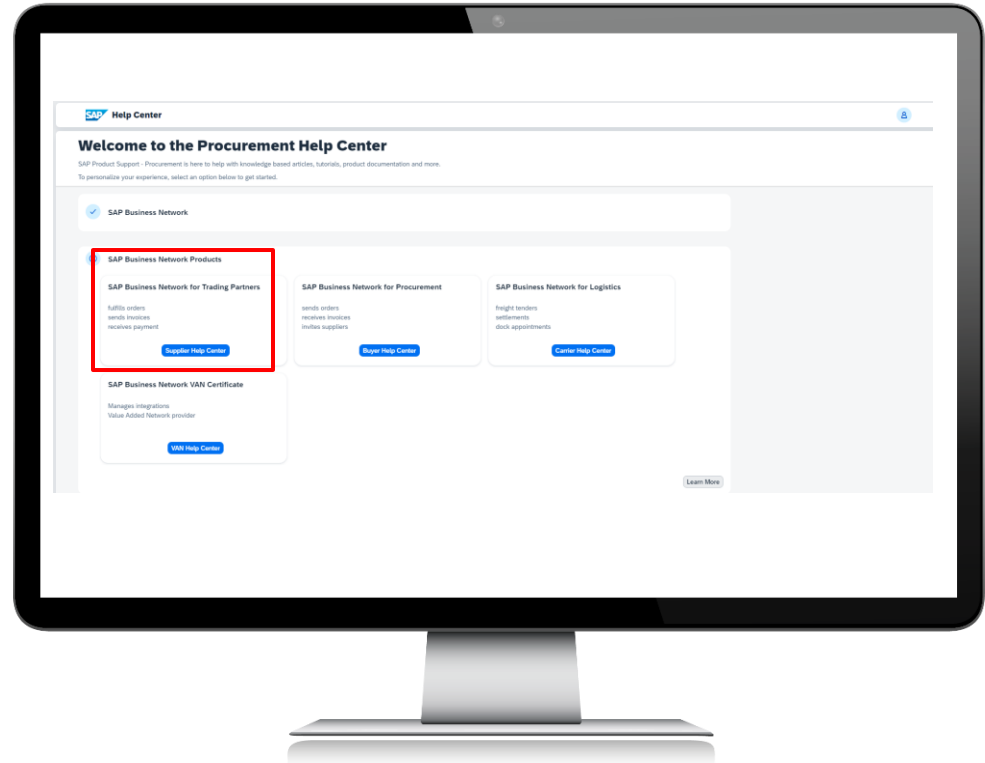 SAP Help Center
Welcome to the Procurement Help Center
SAP Product Support - Procurement is here to help with knowledge based articles, tutorials, product documentation and more.
To personalize your experience, select an option below to get started.
SAP Business Network
SAP Business Network Products
SAP Business Network for Trading Partners
fulfills orders
sends invoices
receives payment
Supplier Help Center
SAP Business Network for Procurement
sends orders
receives invoices
invites suppliers
Buyer Help Center
SAP Business Network for Logistics
freight tenders
settlements
dock appointments
Carrier Help Center
SAP Business Network VAN Certificate
Manages integrations
Value Added Network provider
VAN Help Center
Learn More